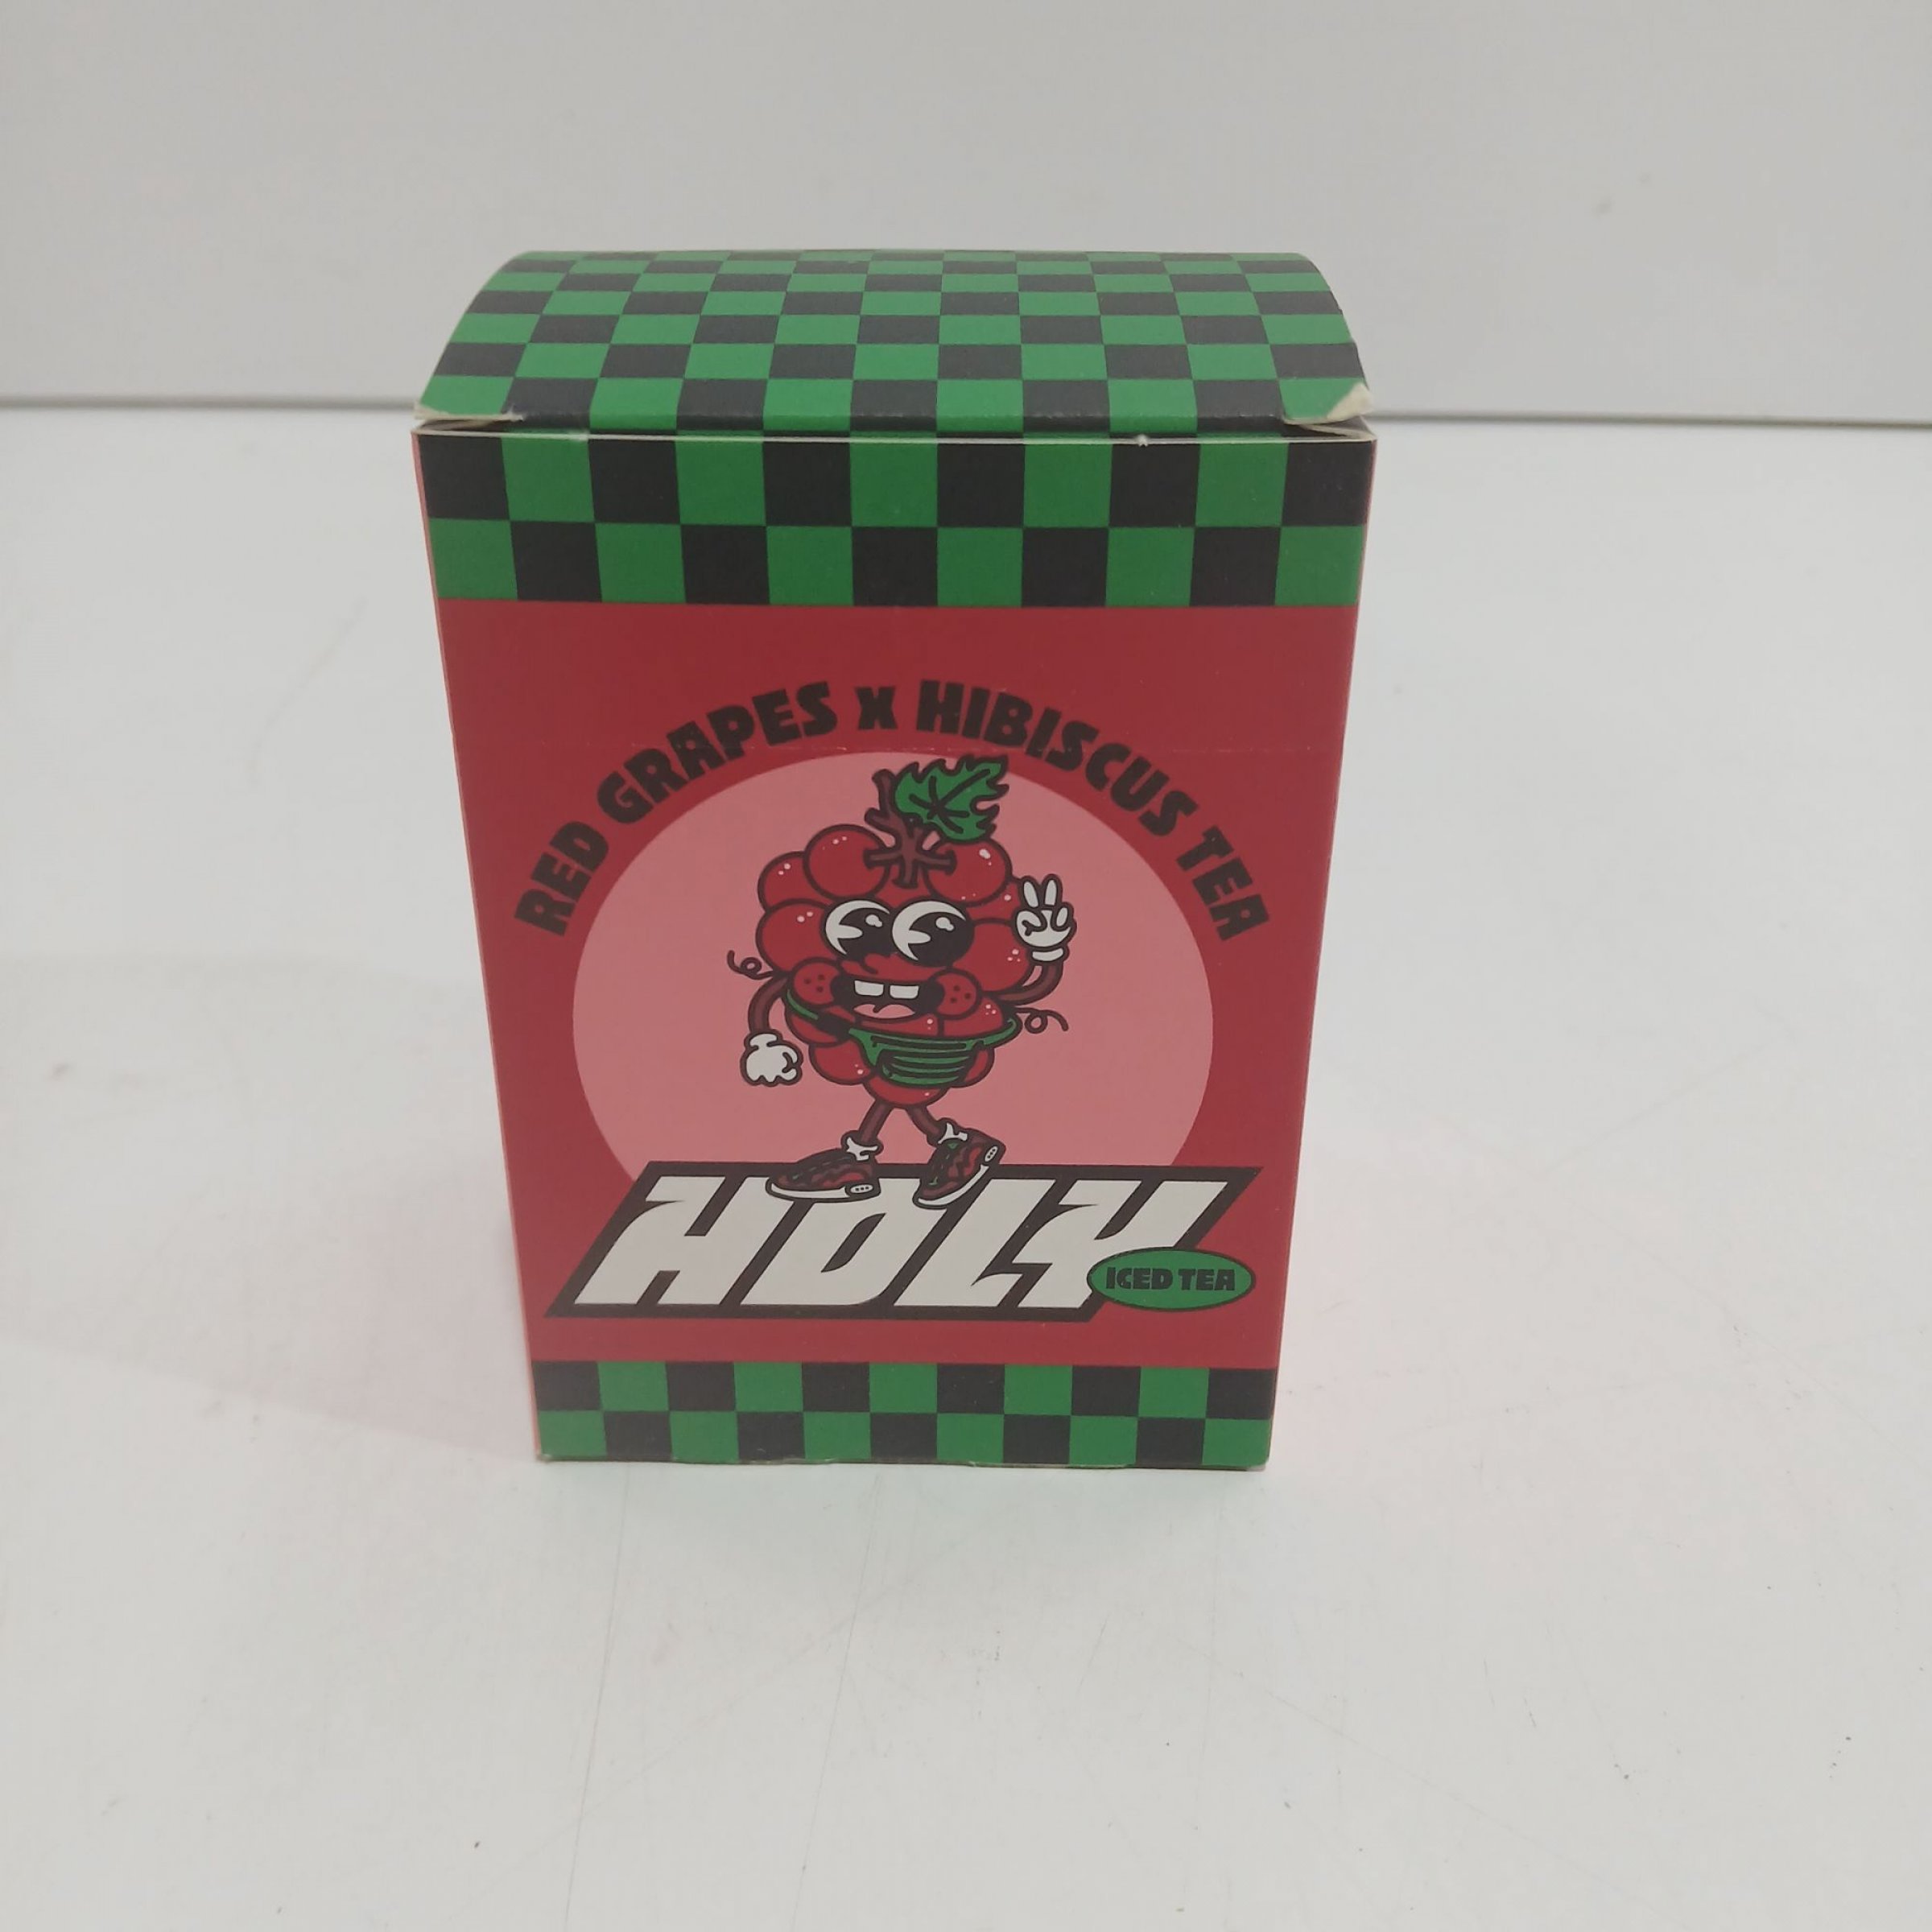 RED GRAPES X HIBISCUS TEA
HOLY
ICED TEA